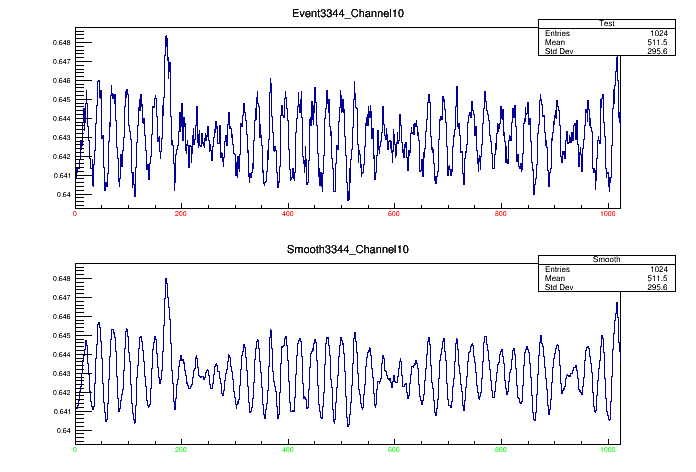 Event3344_Channel10
Test
Entries 1024
Mean 511.5
Std Dev 295.6
0.648
0.647
0.646
0.645
0.644
0.643
0.642
0.641
0.64
0 200 400 600 800 1000
Smooth3344_Channel10
Smooth
Entries 1024
Mean 511.5
Std Dev 295.6
0.648
0.647
0.646
0.645
0.644
0.643
0.642
0.641
0.64
0 200 400 600 800 1000